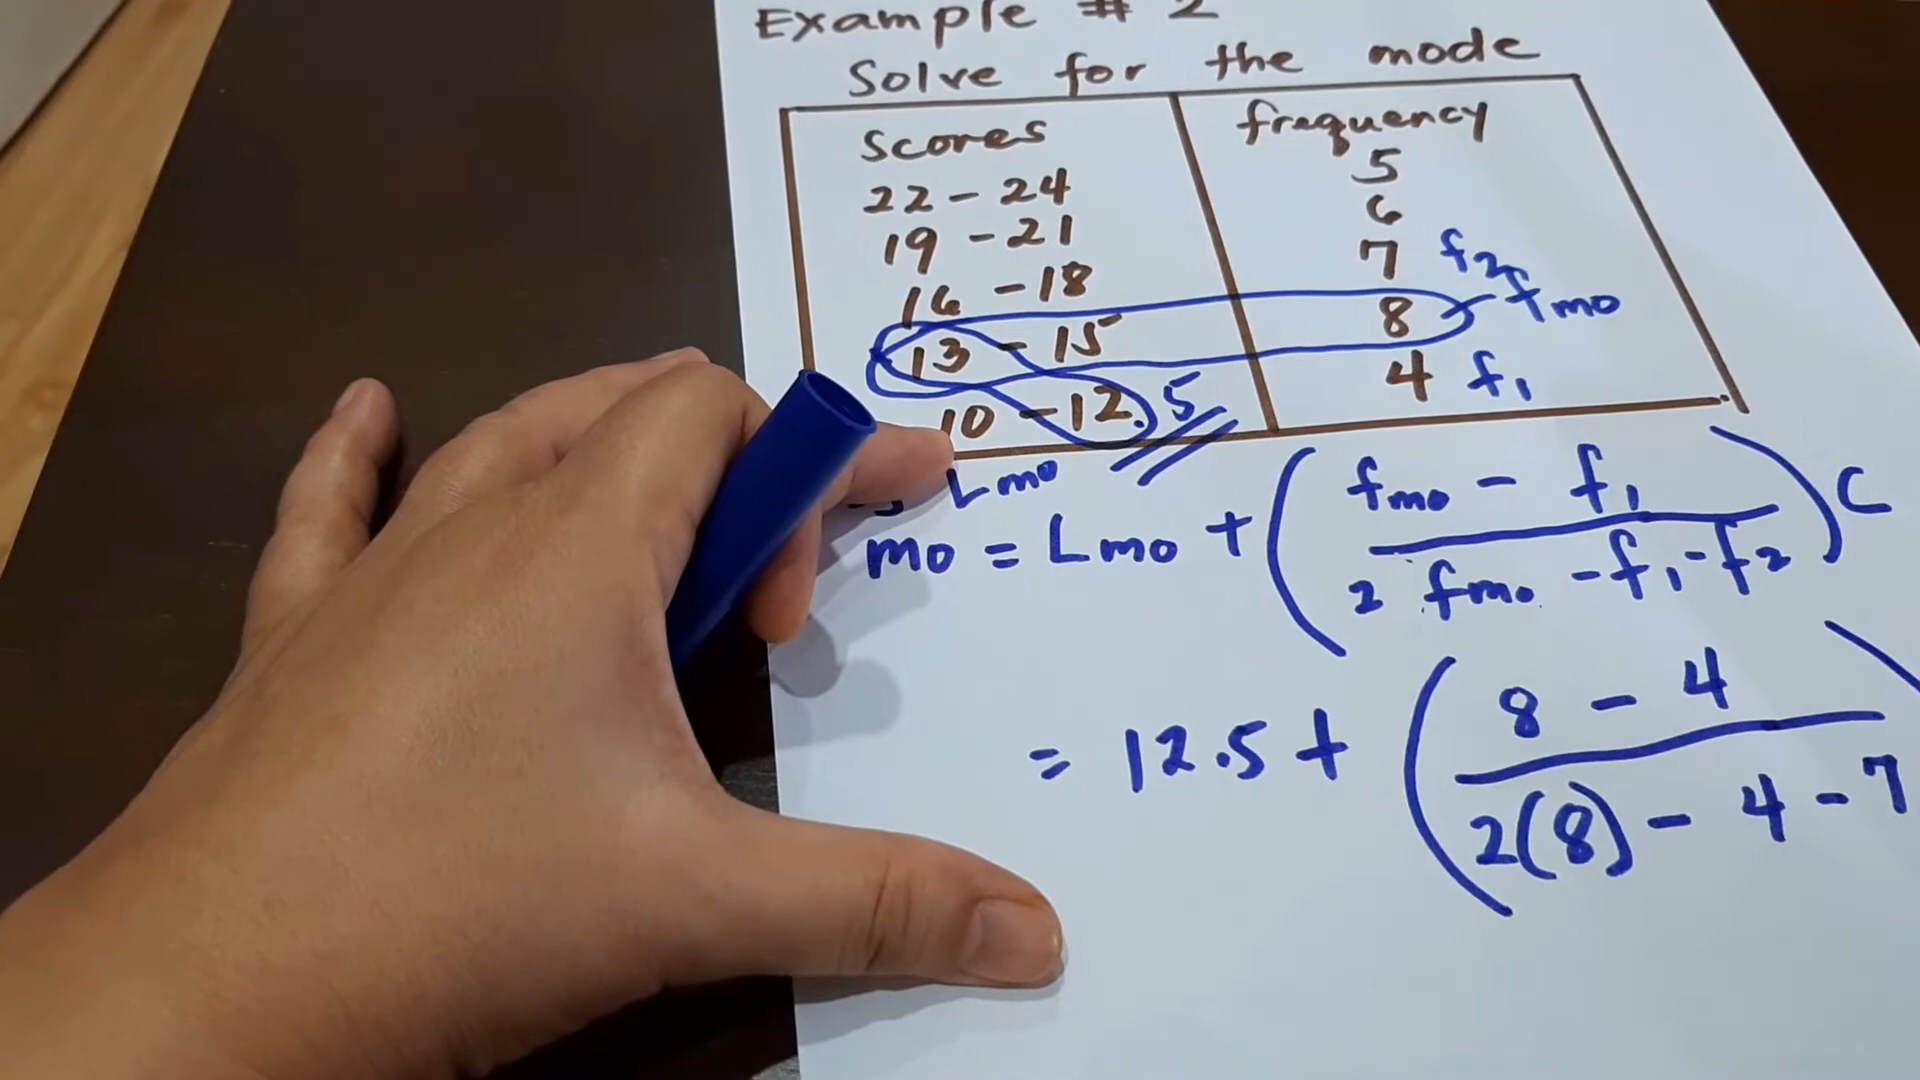 Example # 2
Solve for the mode
Scores frequency
22 - 24 5
19 - 21 6
16 - 18 7 f2
13 - 15 8 fmo
10 - 12.5 4 f1
Lmo
mo = Lmo + ( fmo - f1 / 2 fmo - f1 - f2 ) C
= 12.5 + ( 8 - 4 / 2(8) - 4 - 7